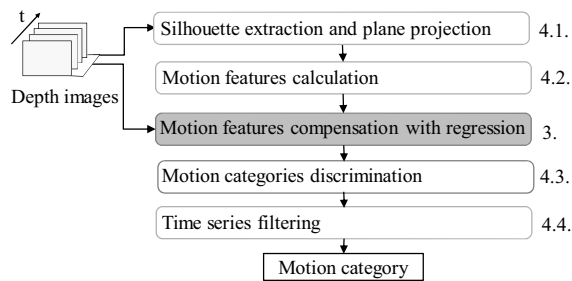 t
Depth images
Silhouette extraction and plane projection 4.1.
Motion features calculation 4.2.
Motion features compensation with regression 3.
Motion categories discrimination 4.3.
Time series filtering 4.4.
Motion category